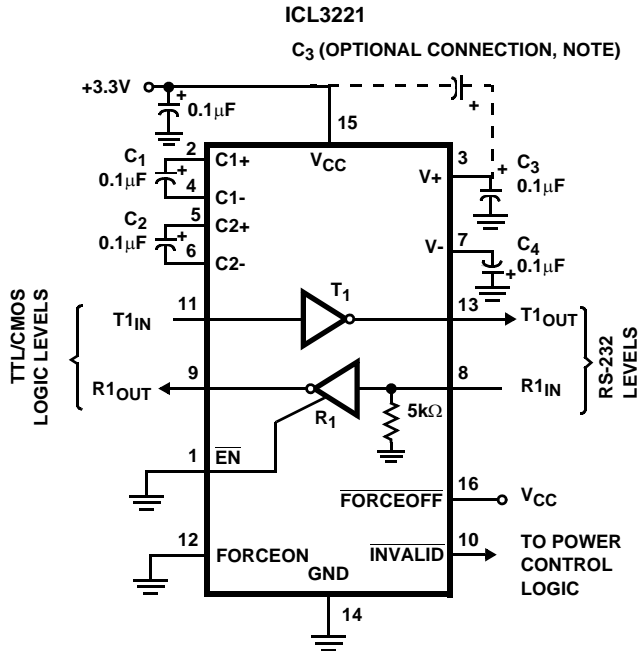 ICL3221
C3 (OPTIONAL CONNECTION, NOTE)
+3.3V
+
0.1μF
+
15
2
C1
0.1μF
+
4
C1+
C1-
VCC
3
V+
+
C3
0.1μF
5
C2
0.1μF
+
6
C2+
C2-
7
V-
C4
0.1μF
+
TTL/CMOS
LOGIC LEVELS
T1IN
11
T1
13
T1OUT
R1OUT
9
R1
5kΩ
8
R1IN
RS-232
LEVELS
1
EN
16
FORCEOFF
VCC
12
FORCEON
INVALID
10
TO POWER
CONTROL
LOGIC
GND
14